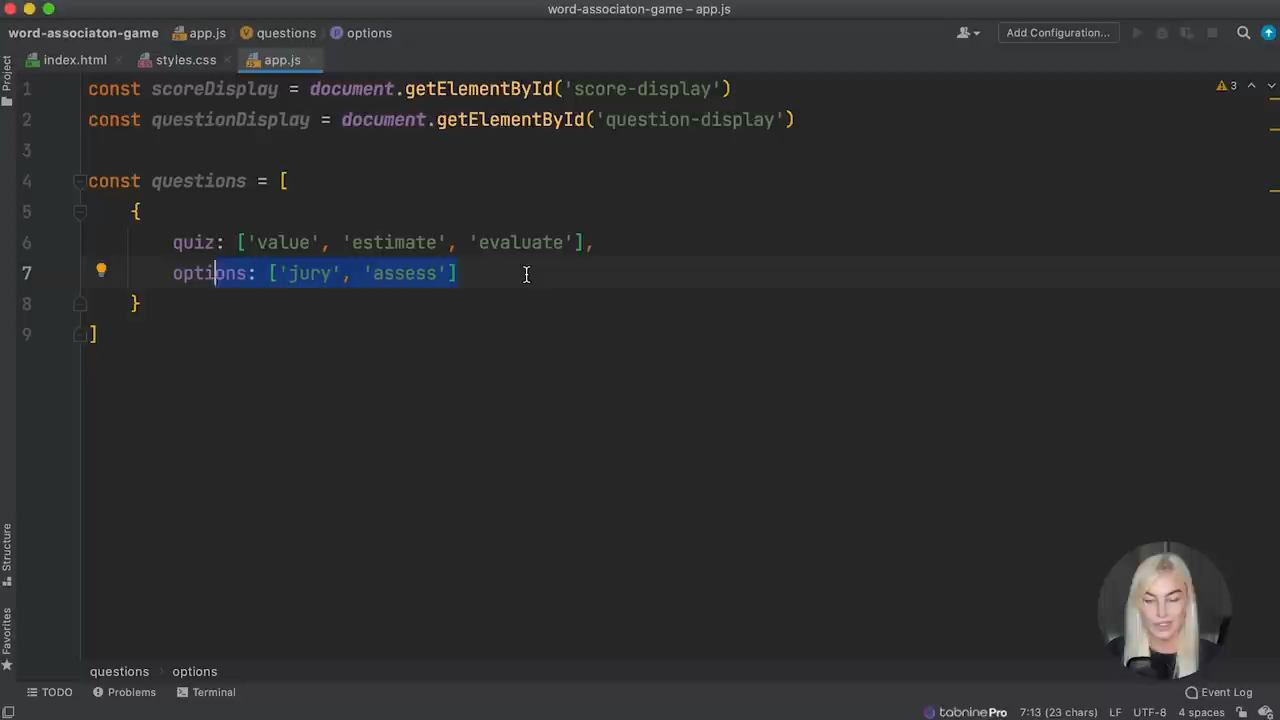 word-associaton-game – app.js
word-associaton-game app.js questions options
Add Configuration...
index.html styles.css app.js
Project
1 const scoreDisplay = document.getElementById('score-display')
3
2 const questionDisplay = document.getElementById('question-display')
3
4 const questions = [
5 {
6 quiz: ['value', 'estimate', 'evaluate'],
7 options: ['jury', 'assess']
8 }
9 ]
Structure
Favorites
questions › options
TODO Problems Terminal Event Log
tabnine Pro 7:13 (23 chars) LF UTF-8 4 spaces